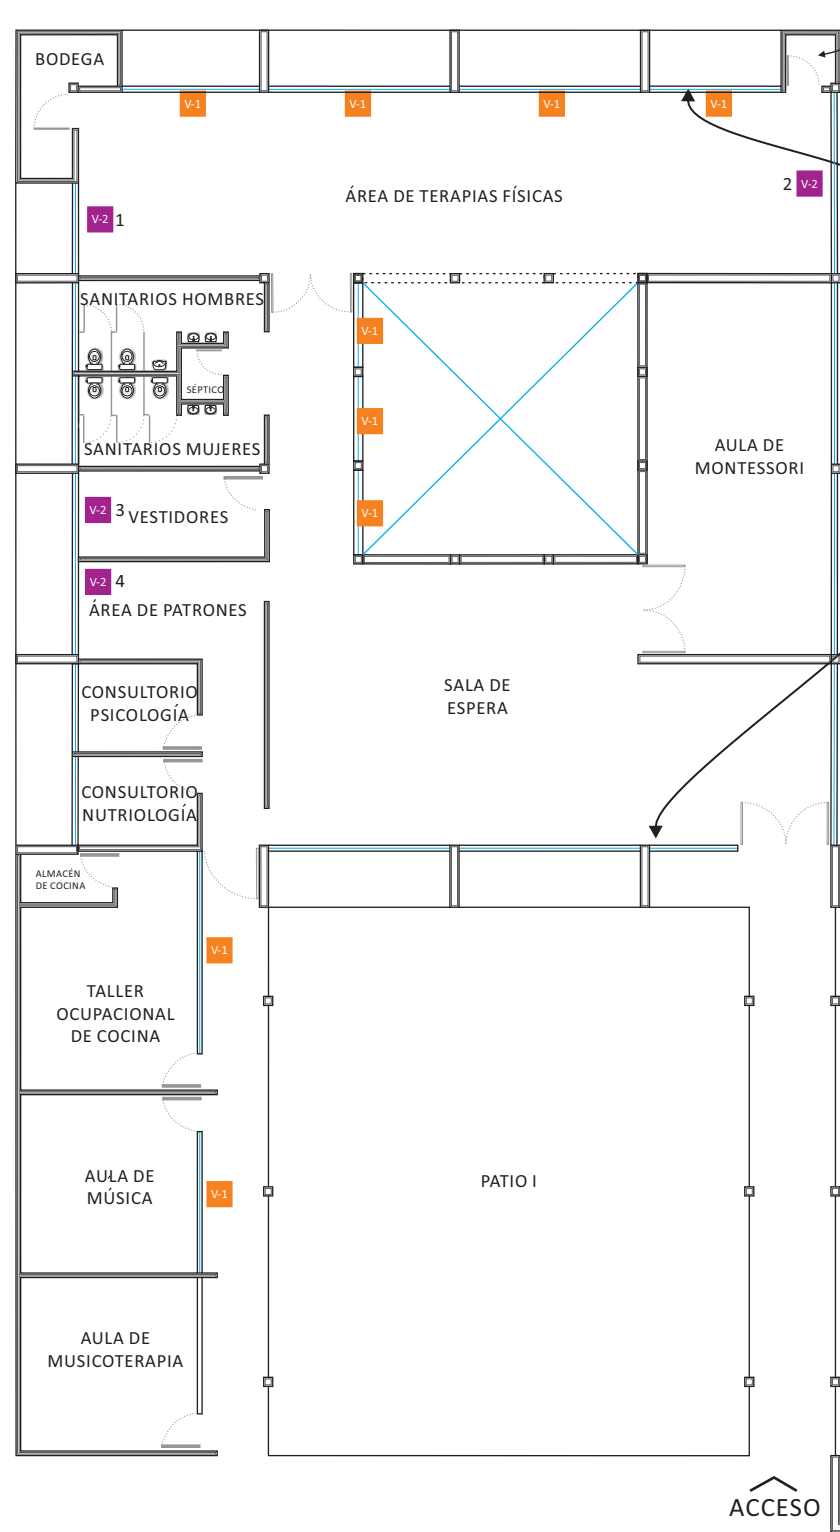 BODEGA
V-1
V-1
V-1
V-1
ÁREA DE TERAPIAS FÍSICAS
2 V-2
V-2 1
SANITARIOS HOMBRES
V-1
SÉPTICO
V-1
SANITARIOS MUJERES
AULA DE
MONTESSORI
V-2 3
VESTIDORES
V-1
V-2 4
ÁREA DE PATRONES
CONSULTORIO
PSICOLOGÍA
SALA DE
ESPERA
CONSULTORIO
NUTRIOLOGÍA
ALMACÉN
DE COCINA
V-1
TALLER
OCUPACIONAL
DE COCINA
AULA DE
MÚSICA
V-1
PATIO I
AULA DE
MUSICOTERAPIA
ACCESO